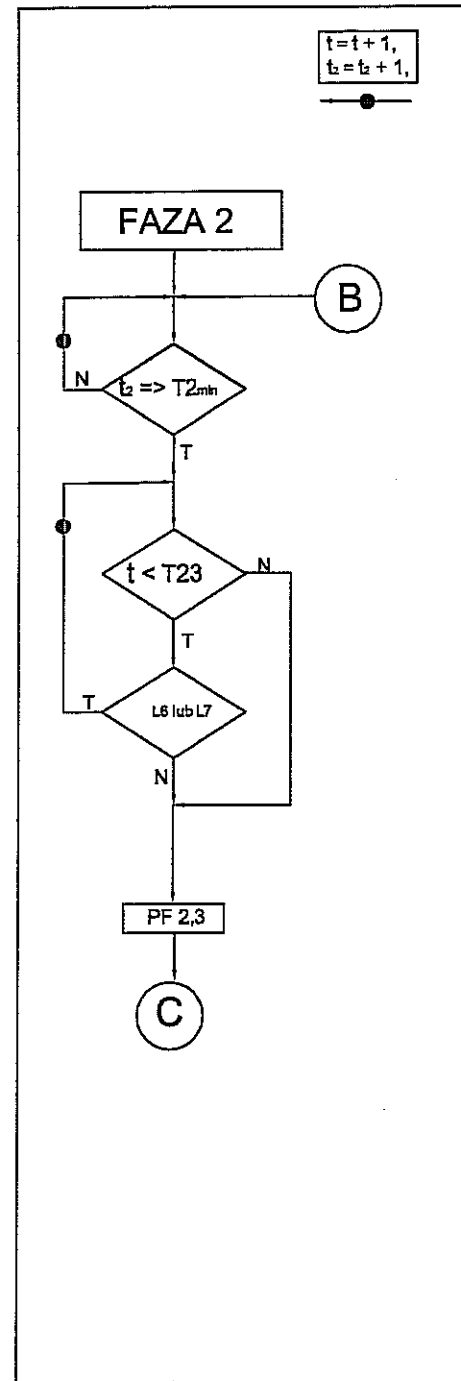 t = t + 1,
t₂ = t₂ + 1,
FAZA 2
B
N
t₂ => T2min
T
t < T23
N
T
T
L6 lub L7
N
PF 2,3
C